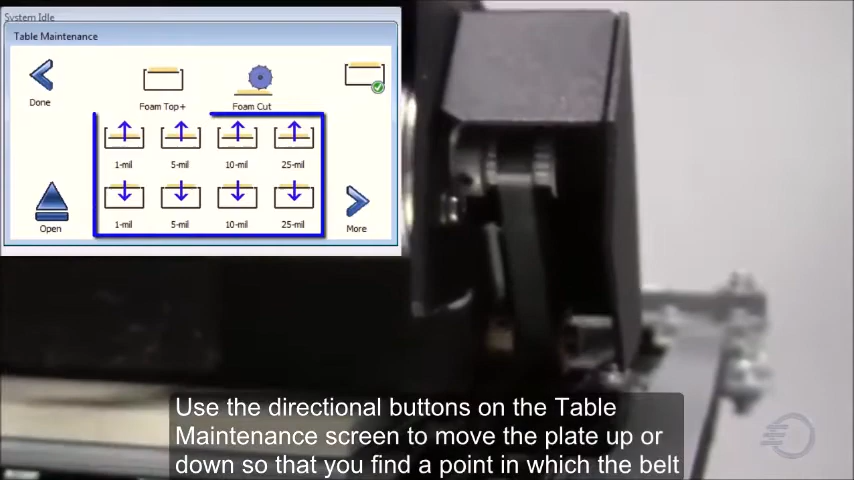 System Idle
Table Maintenance
Done
Foam Top+
Foam Cut
1-mil
5-mil
10-mil
25-mil
Open
1-mil
5-mil
10-mil
25-mil
More
Use the directional buttons on the Table
Maintenance screen to move the plate up or
down so that you find a point in which the belt